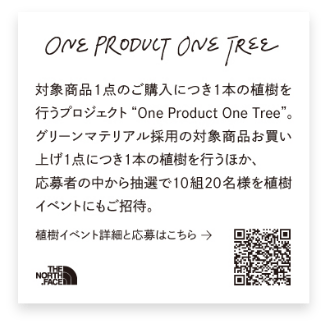 ONE PRODUCT ONE TREE
対象商品1点のご購入につき1本の植樹を
行うプロジェクト “One Product One Tree”。
グリーンマテリアル採用の対象商品お買い
上げ1点につき1本の植樹を行うほか、
応募者の中から抽選で10組20名様を植樹
イベントにもご招待。
植樹イベント詳細と応募はこちら →
THE
NORTH
FACE